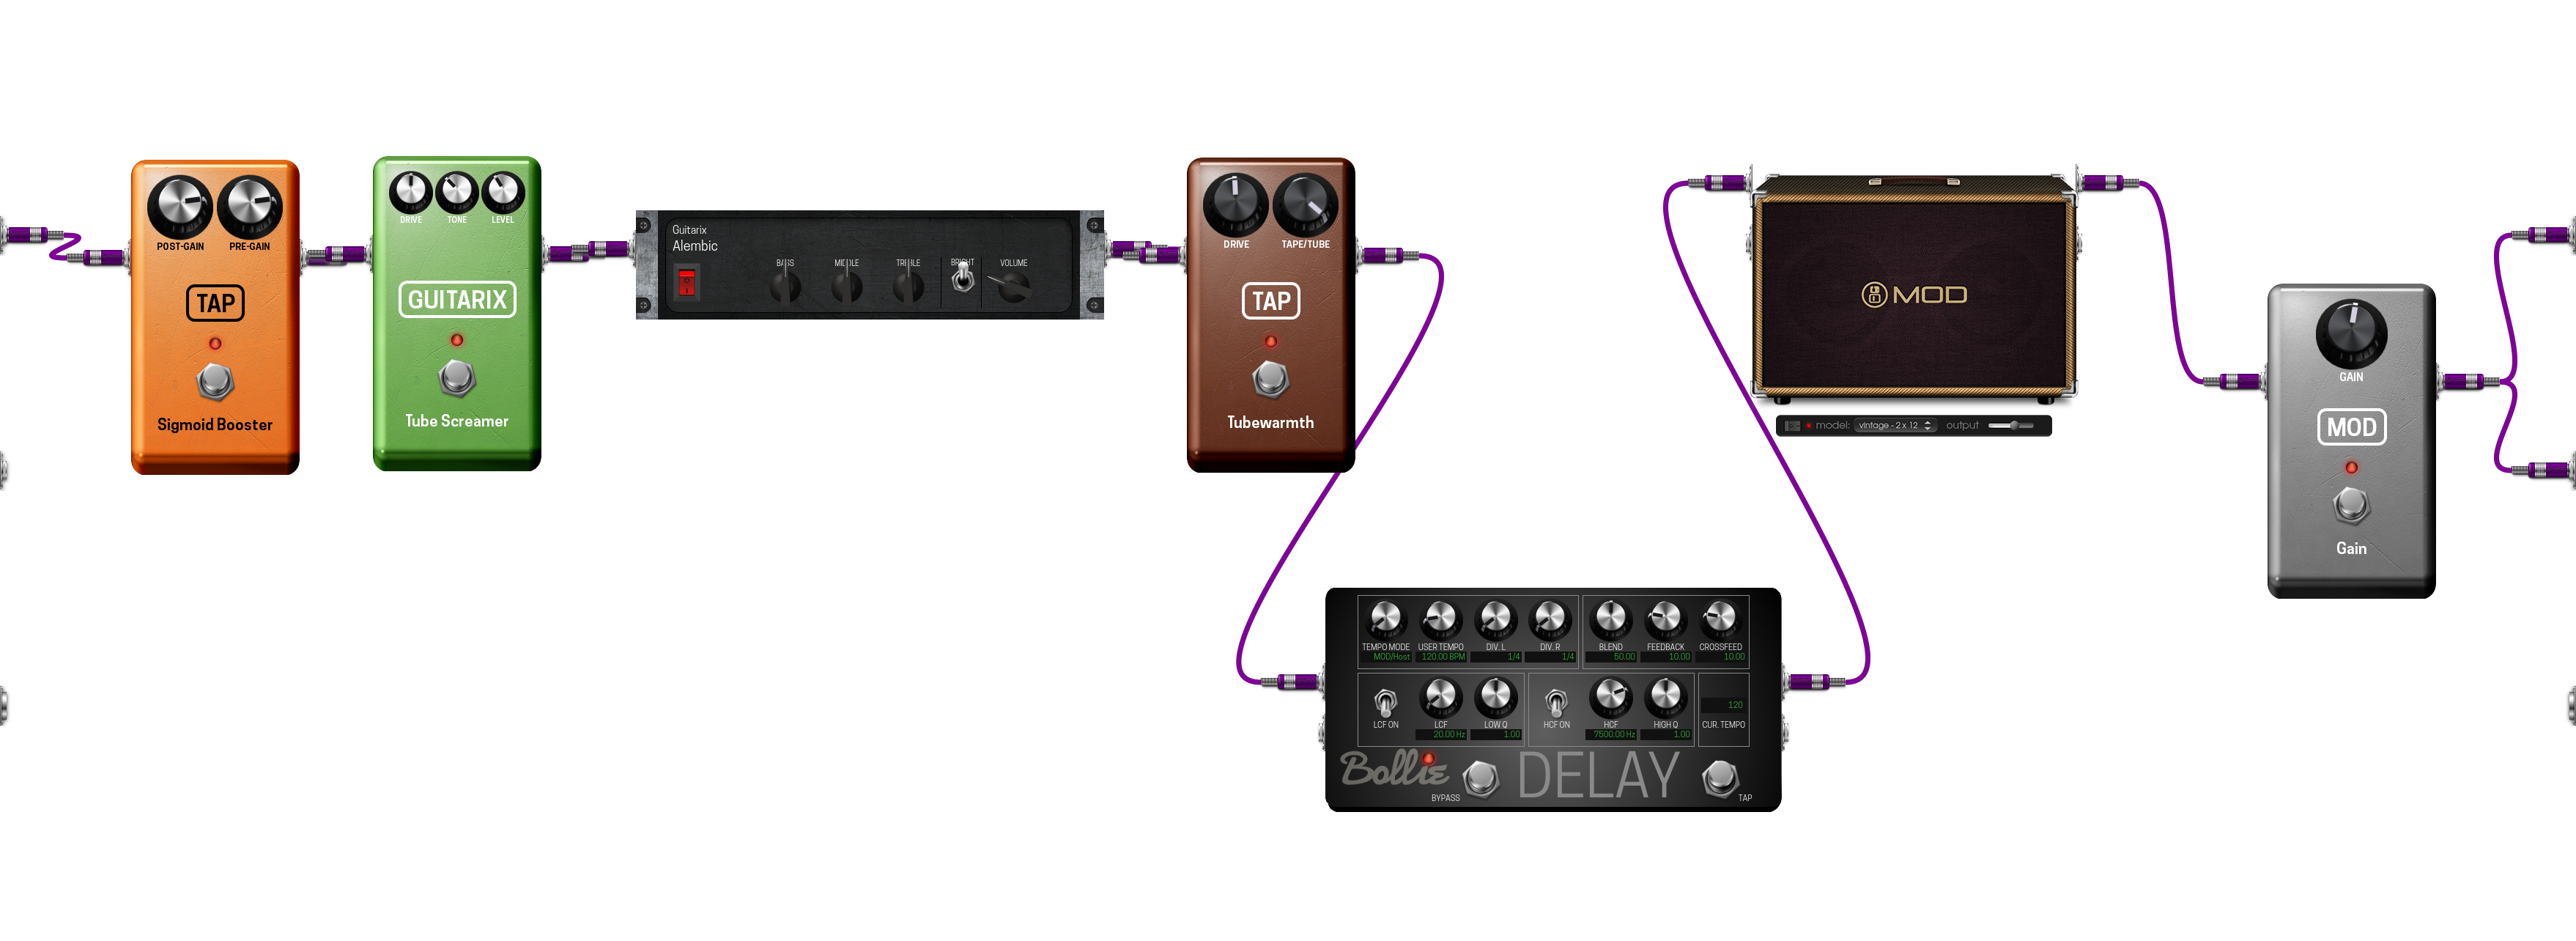 POST-GAIN PRE-GAIN
TAP
Sigmoid Booster
DRIVE TONE LEVEL
GUITARIX
Tube Screamer
Guitarix
Alembic
BASS MIDDLE TREBLE BRIGHT VOLUME
DRIVE TAPE/TUBE
TAP
Tubewarmth
TEMPO MODE USER TEMPO DIV. L DIV. R BLEND FEEDBACK CROSSFEED
MOD/Host 120.00 BPM 1/4 1/4 50.00 10.00 10.00
LCF ON LCF LOW Q HCF ON HCF HIGH Q CUR. TEMPO
20.00 Hz 1.00 7500.00 Hz 1.00 120
Bollie DELAY
BYPASS TAP
MOD
model: vintage - 2 x 12 output
GAIN
MOD
Gain